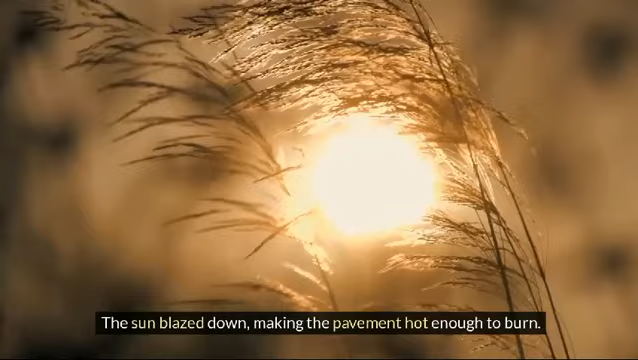 The sun blazed down, making the pavement hot enough to burn.